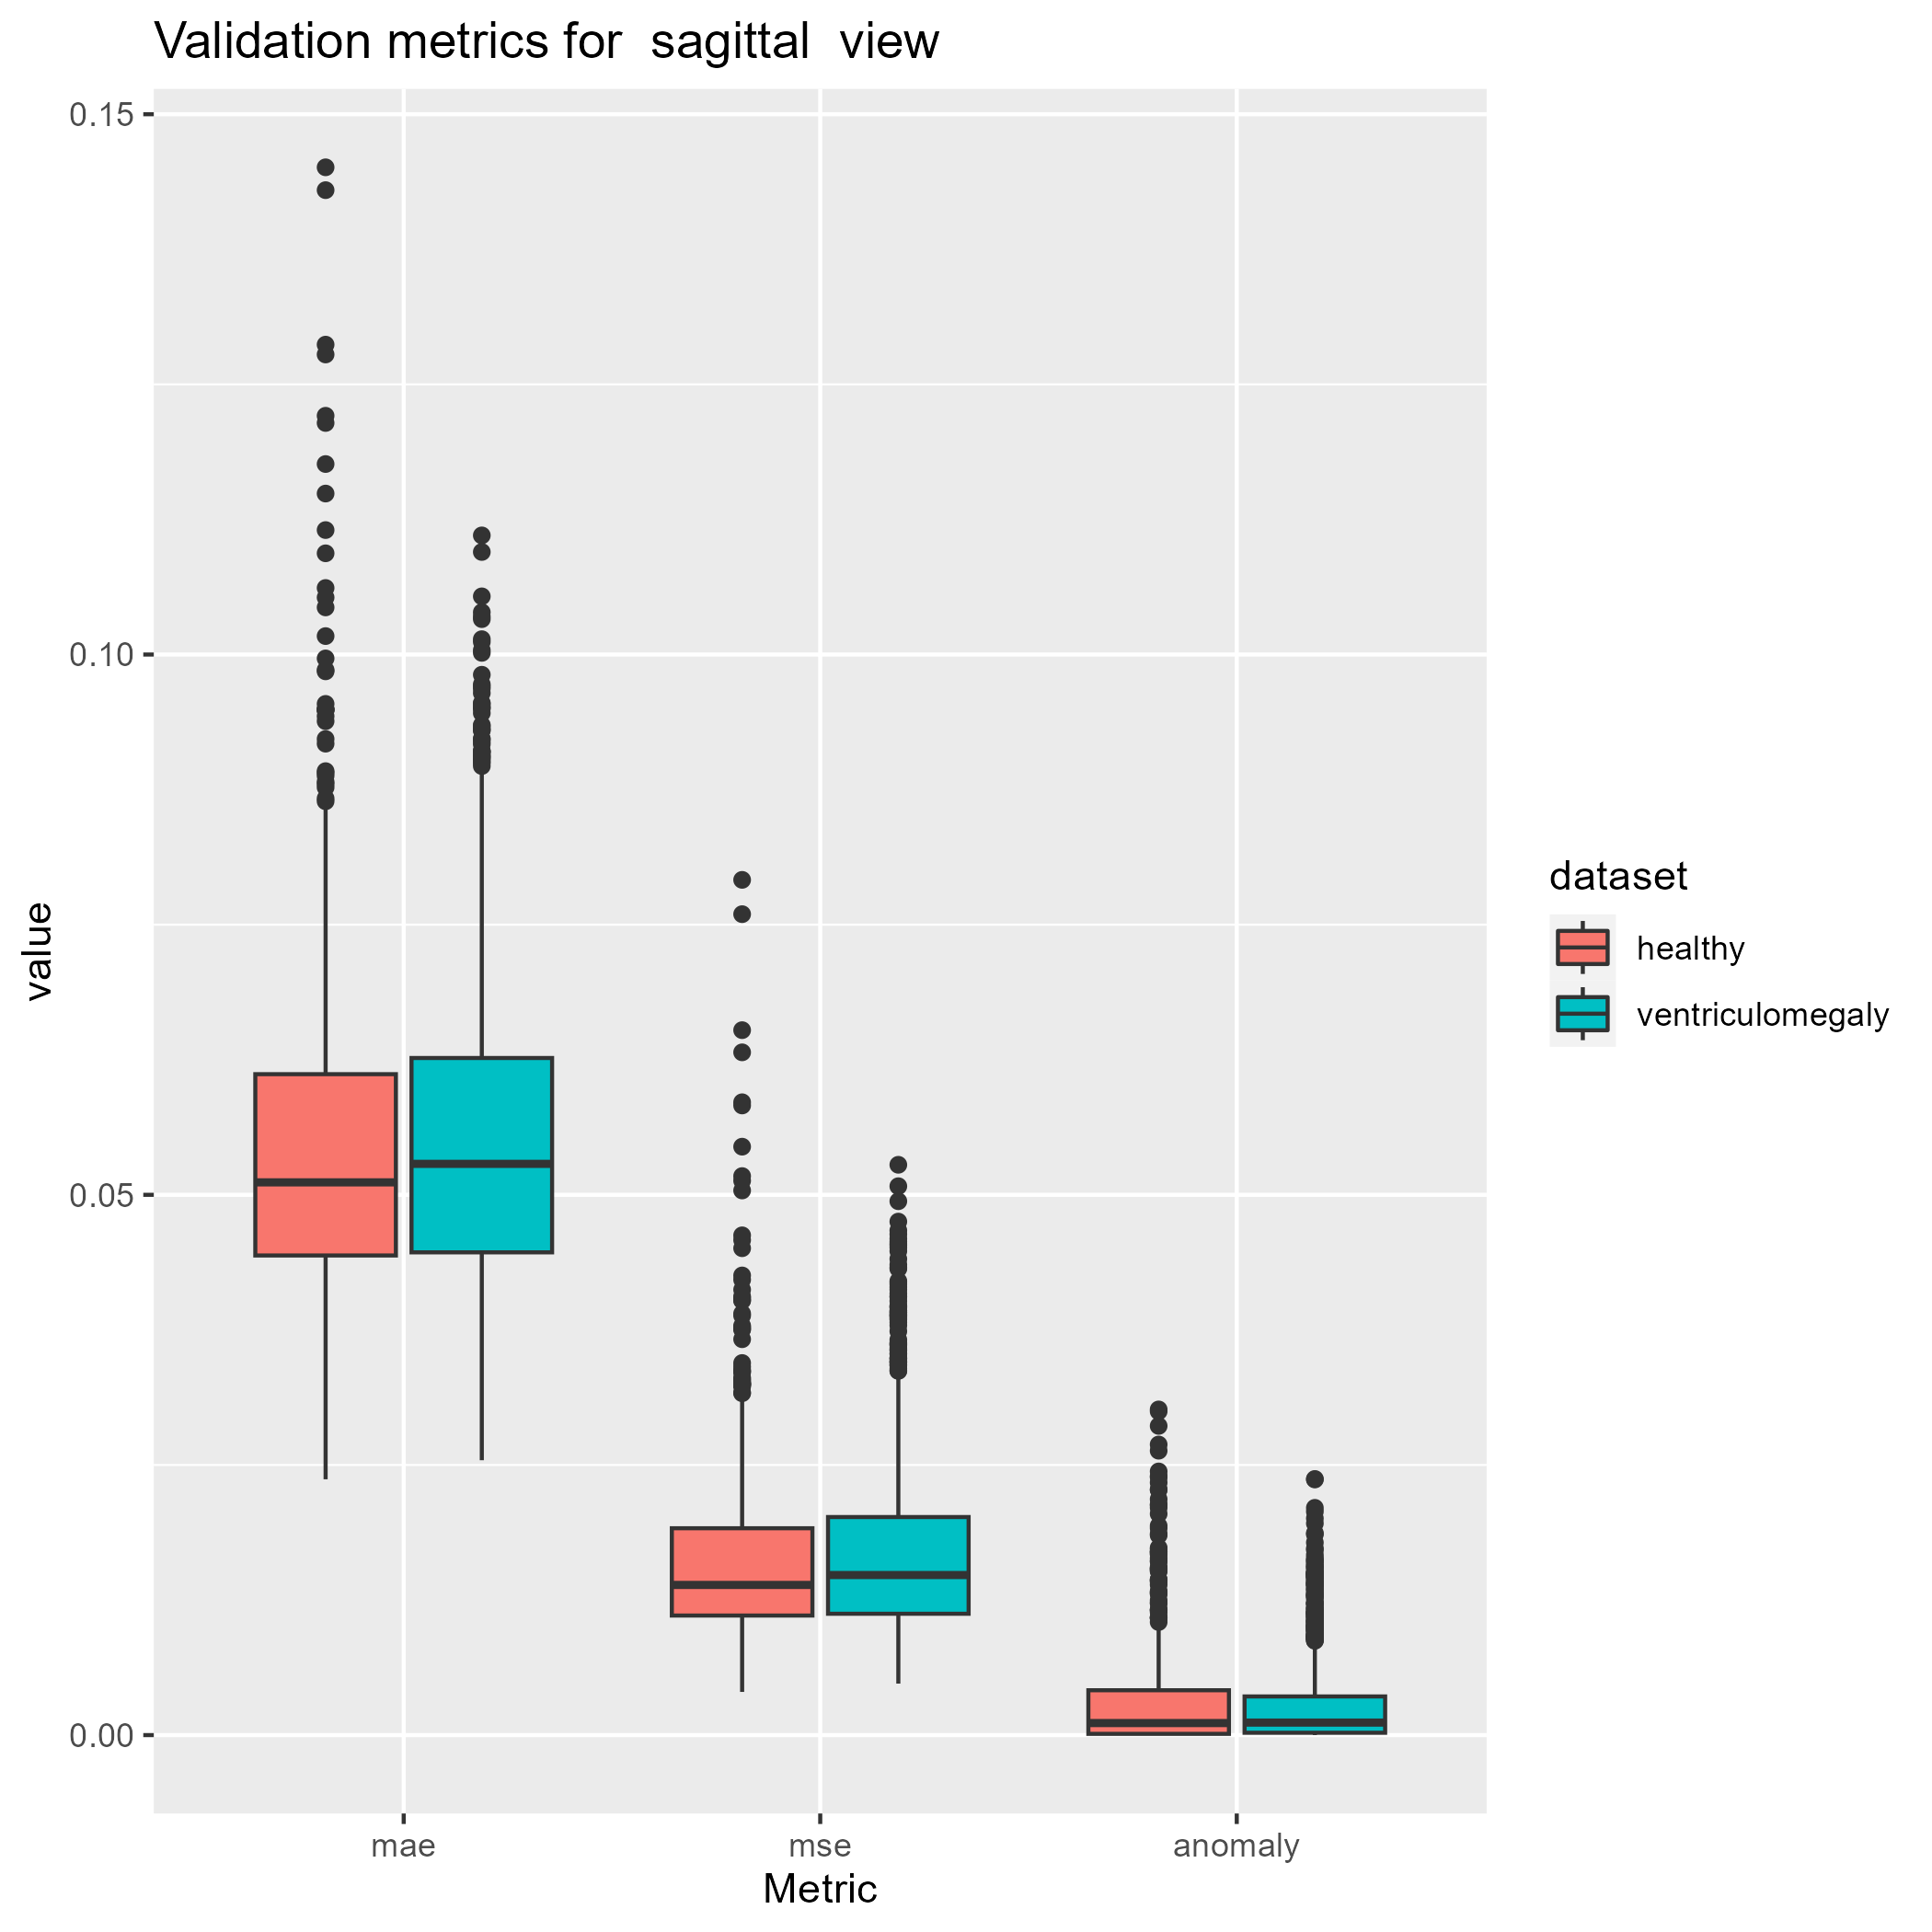 Validation metrics for  sagittal  view
0.15
0.10
0.05
0.00
value
mae
mse
anomaly
Metric
dataset
healthy
ventriculomegaly